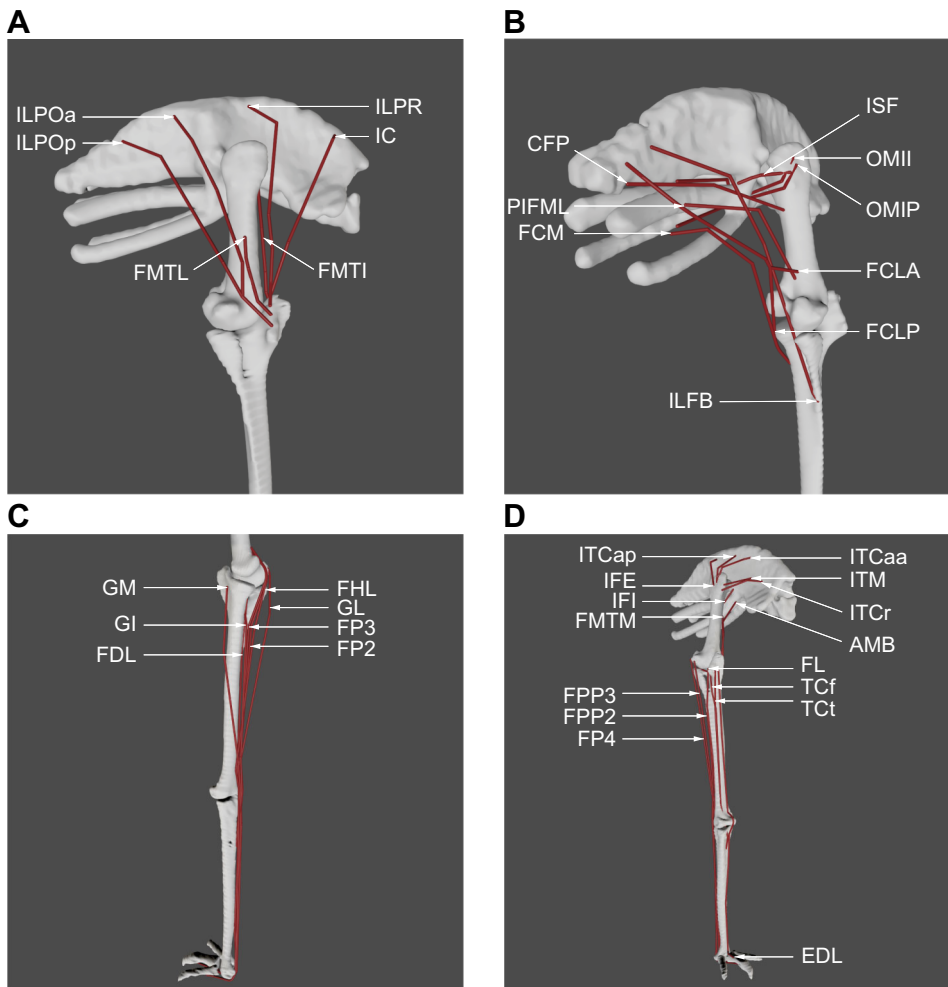 A
ILPOa
ILPOp
ILPR
IC
FMTL
FMTI
B
CFP
PIFML
FCM
ISF
OMII
OMIP
FCLA
FCLP
ILFB
C
GM
GI
FDL
FHL
GL
FP3
FP2
D
ITCap
IFE
IFI
FMTM
ITCaa
ITM
ITCr
AMB
FPP3
FPP2
FP4
FL
TCf
TCt
EDL